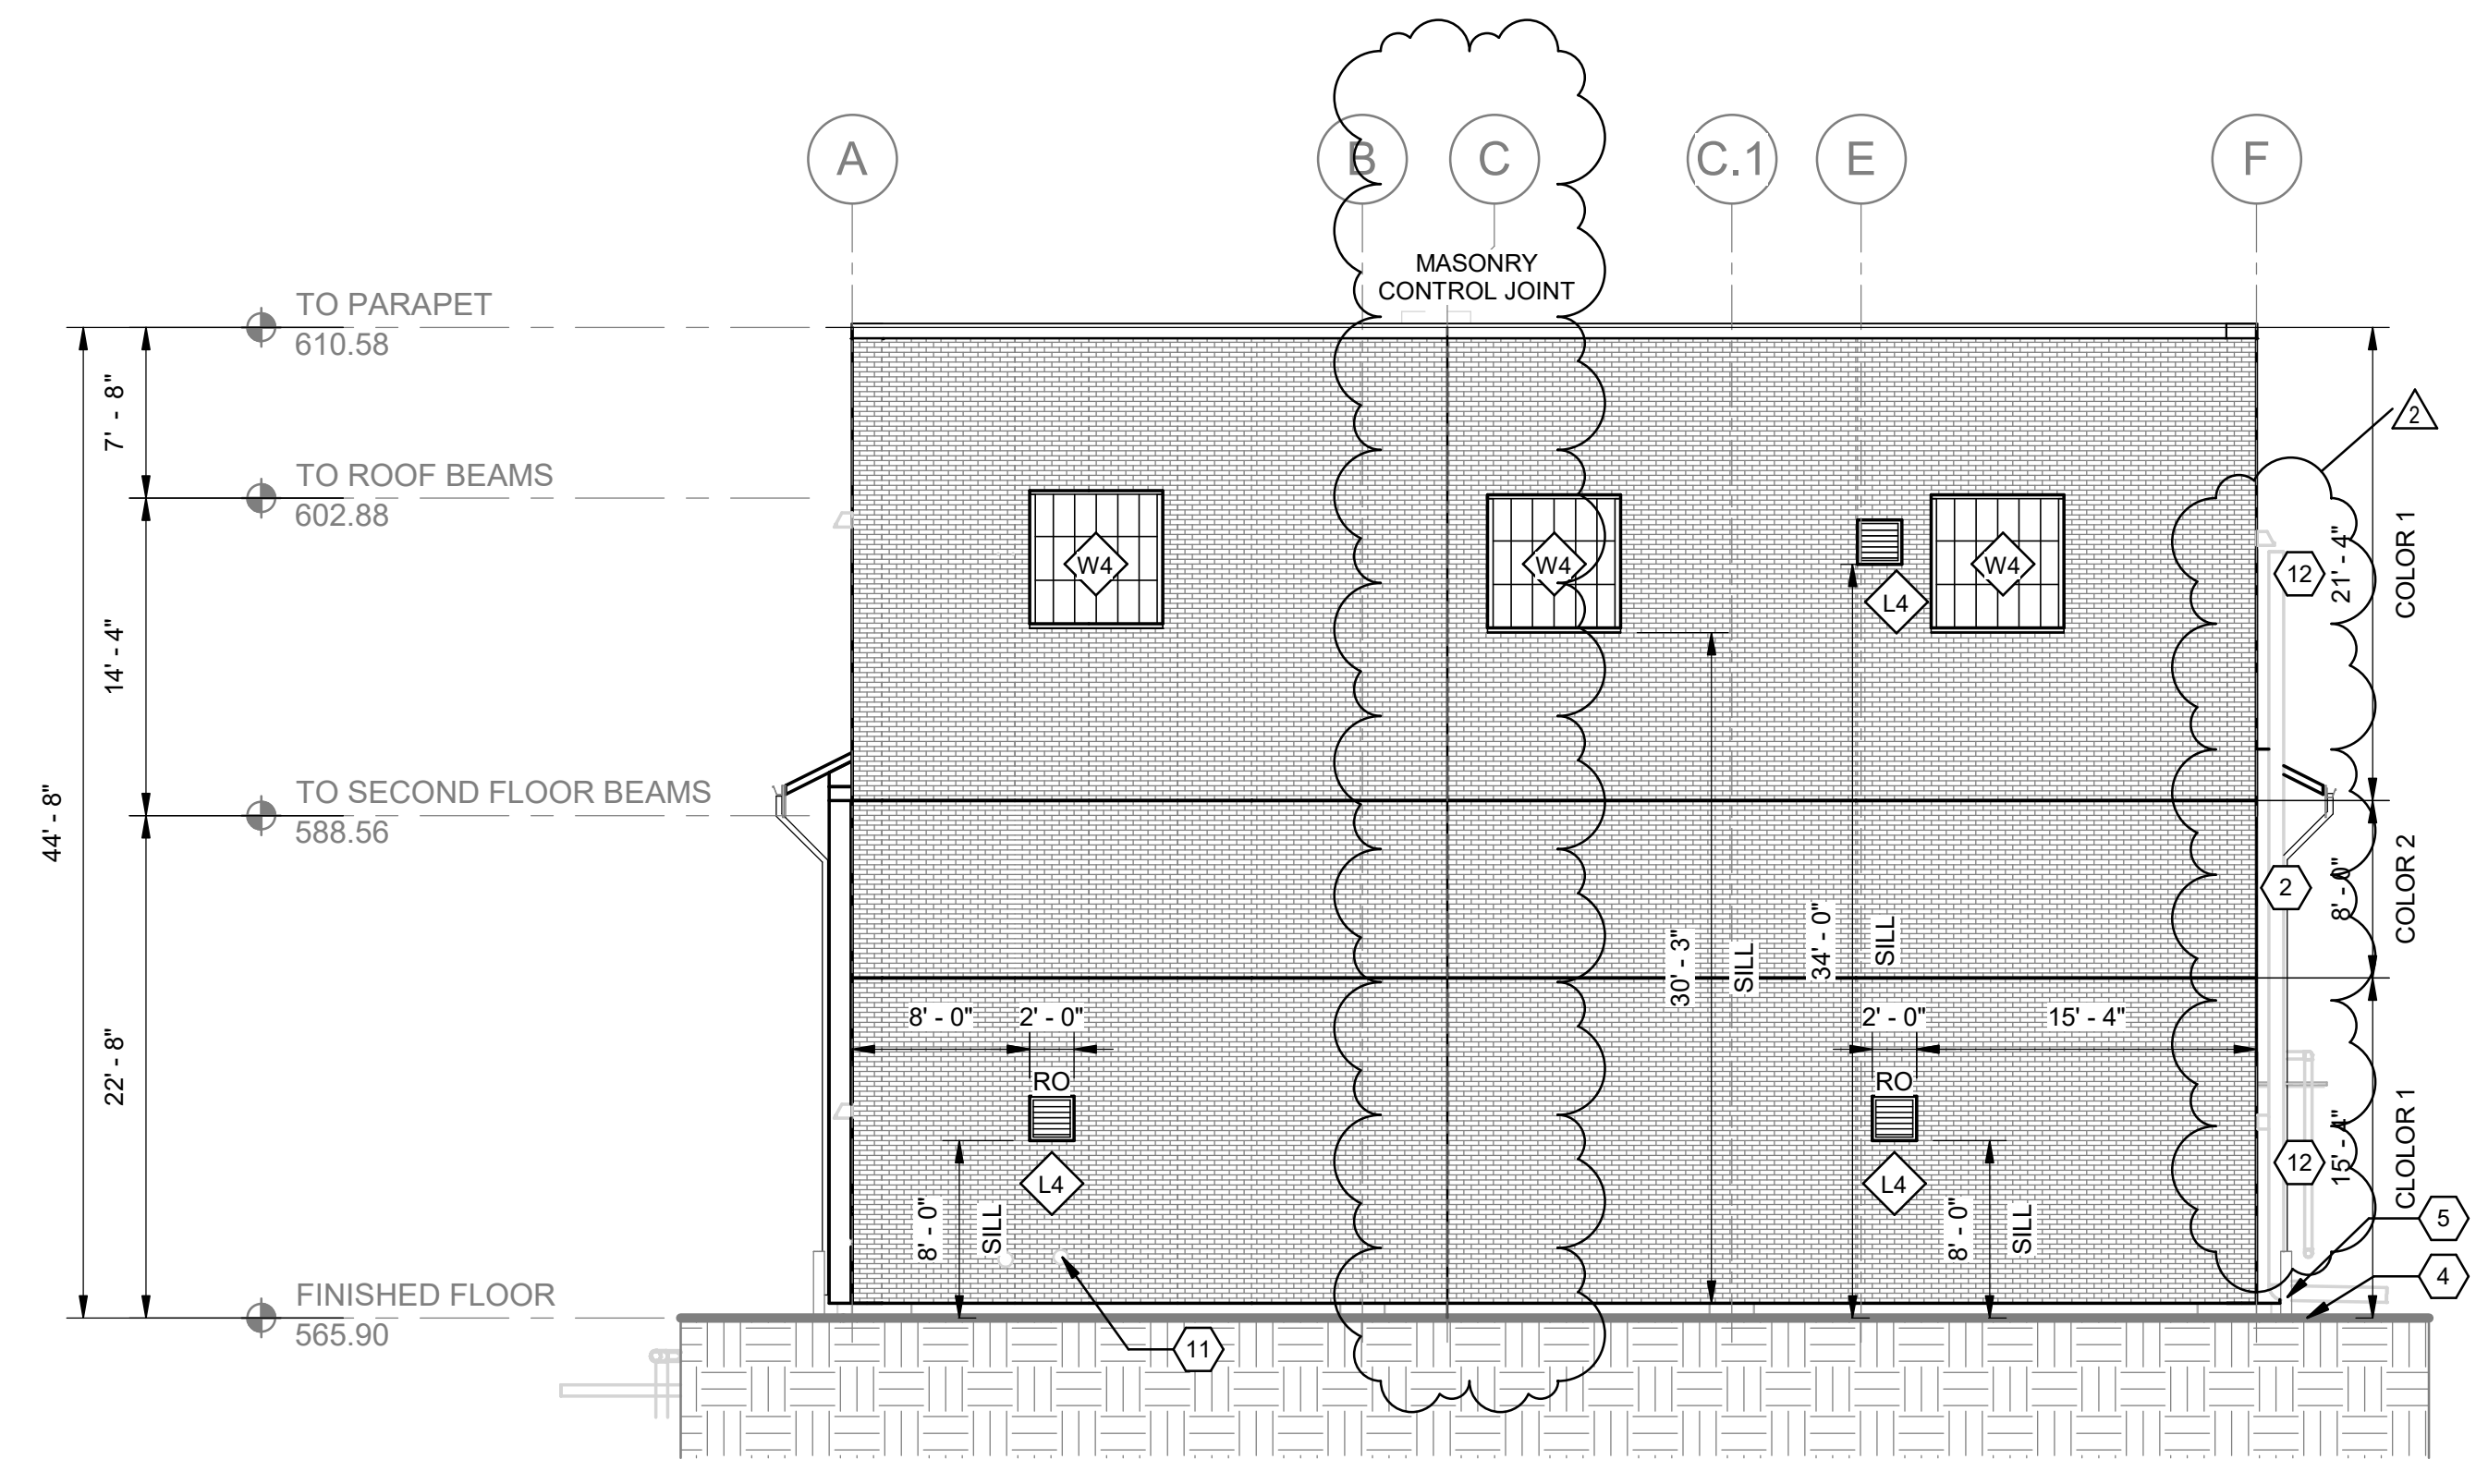 A
B
C
C.1
E
F
MASONRY
CONTROL JOINT
TO PARAPET
610.58
7' - 8"
TO ROOF BEAMS
602.88
14' - 4"
TO SECOND FLOOR BEAMS
588.56
44' - 8"
22' - 8"
FINISHED FLOOR
565.90
W4
W4
L4
W4
2
12
21' - 4"
COLOR 1
2
8' - 0"
COLOR 2
30' - 3"
SILL
34' - 0"
SILL
8' - 0"
2' - 0"
RO
L4
8' - 0"
SILL
11
2' - 0"
15' - 4"
RO
L4
8' - 0"
SILL
12
15' - 4"
CLOLOR 1
5
4